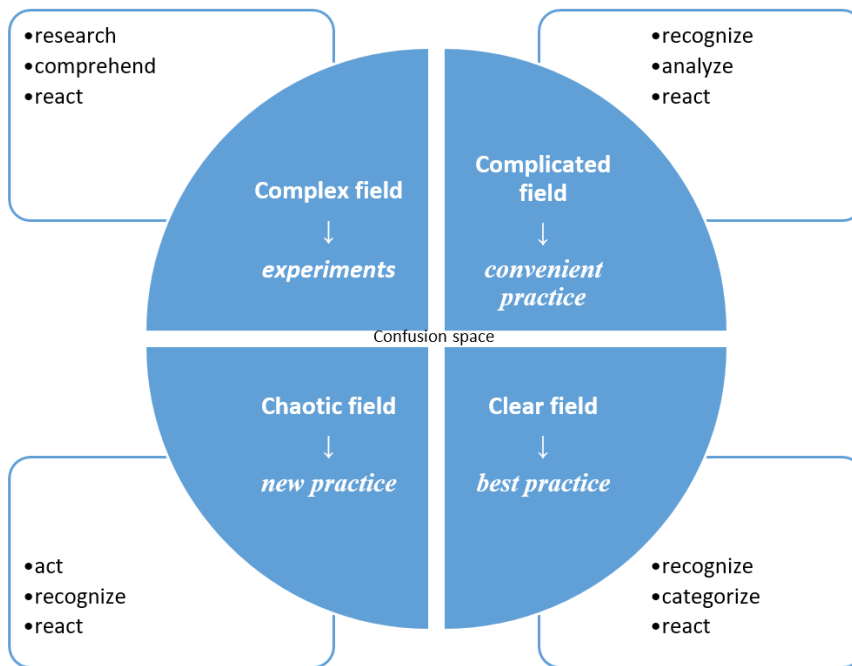 •research
•comprehend
•react
•recognize
•analyze
•react
Complex field
↓
experiments
Complicated
field
↓
convenient
practice
Confusion space
Chaotic field
↓
new practice
Clear field
↓
best practice
•act
•recognize
•react
•recognize
•categorize
•react